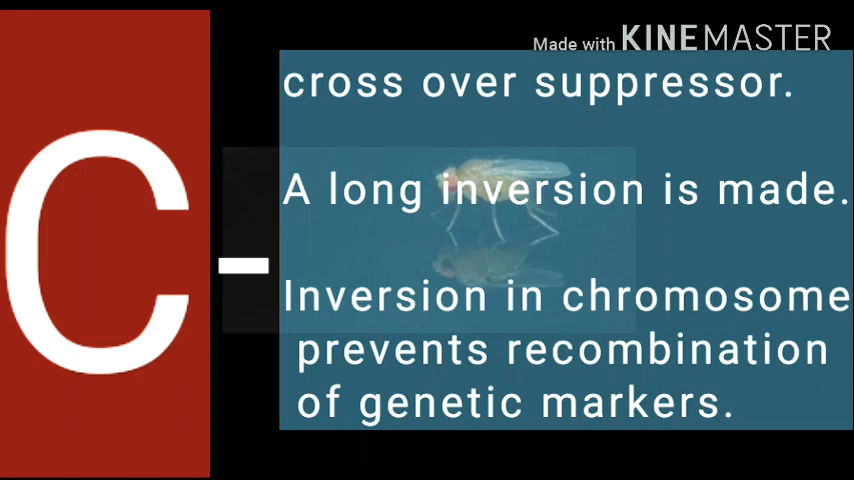 Made with KINEMASTER
C
-
cross over suppressor.
A long inversion is made.
Inversion in chromosome
prevents recombination
of genetic markers.